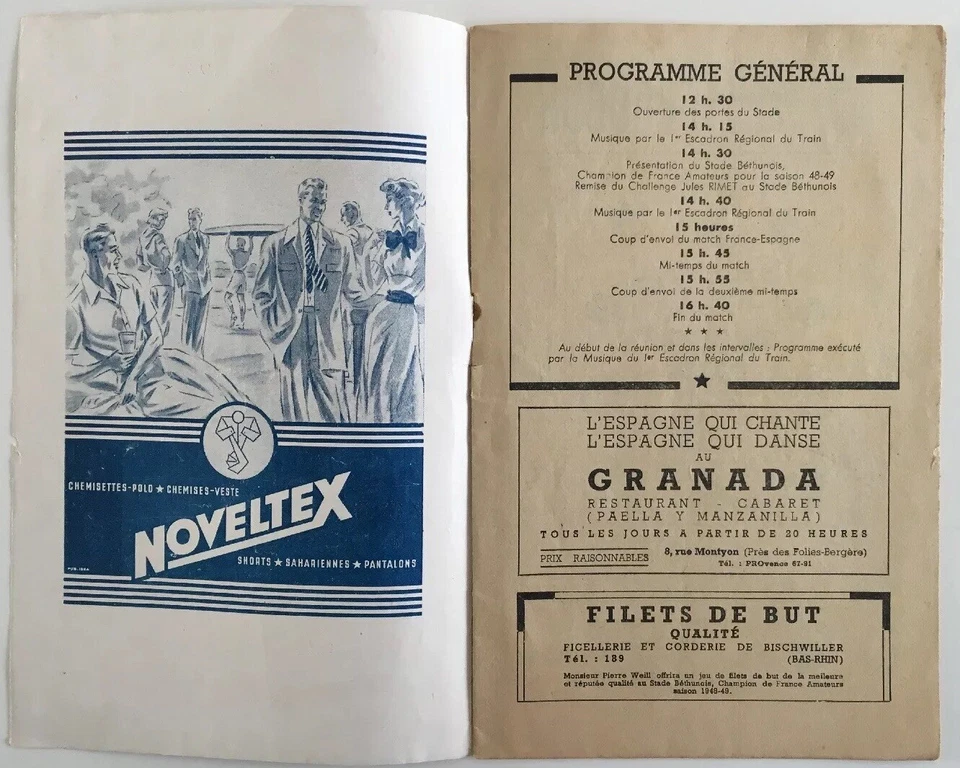 CHEMISETTES-POLO ★ CHEMISES-VESTE
NOVELTEX
SHORTS ★ SAHARIENNES ★ PANTALONS
PROGRAMME GÉNÉRAL
12 h. 30
Ouverture des portes du Stade
14 h. 15
Musique par le 1er Escadron Régional du Train
14 h. 30
Présentation du Stade Béthunois,
Champion de France Amateurs pour la saison 48-49
Remise du Challenge Jules RIMET au Stade Béthunois
14 h. 40
Musique par le 1er Escadron Régional du Train
15 heures
Coup d'envoi du match France-Espagne
15 h. 45
Mi-temps du match
15 h. 55
Coup d'envoi de la deuxième mi-temps
16 h. 40
Fin du match
★ ★ ★
Au début de la réunion et dans les intervalles : Programme exécuté
par la Musique du 1er Escadron Régional du Train.
L'ESPAGNE QUI CHANTE
L'ESPAGNE QUI DANSE
AU
GRANADA
RESTAURANT - CABARET
(PAELLA Y MANZANILLA)
TOUS LES JOURS A PARTIR DE 20 HEURES
PRIX RAISONNABLES
8, rue Montyon (Près des Folies-Bergère)
Tél. : PROvence 67-91
FILETS DE BUT
QUALITÉ
FICELLERIE ET CORDERIE DE BISCHWILLER
Tél. : 189 (BAS-RHIN)
Monsieur Pierre Weill offrira un jeu de filets de but de la meilleure
et réputée qualité au Stade Béthunois, Champion de France Amateurs
saison 1948-49.